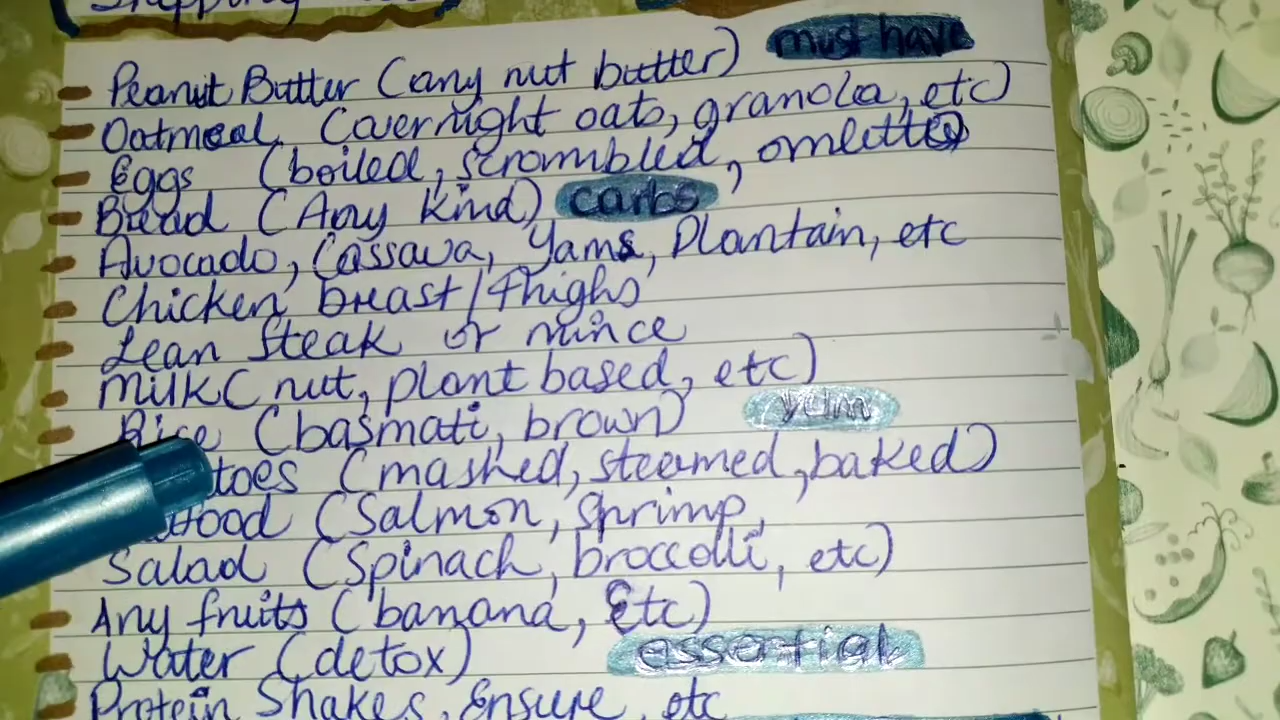 Shopping
Peanut Butter (any nut butter) must have
Oatmeal (overnight oats, granola, etc)
Eggs (boiled, scrambled, omlettes)
Bread (Any kind) carbs
Avocado, Cassava, Yams, Plantain, etc
Chicken breast/Thighs
Lean Steak or mince
Milk (nut, plant based, etc)
Rice (basmati, brown) yum
toes (mashed, steamed, baked)
food (Salmon, Shrimp,
Salad (Spinach, broccolli, etc)
Any fruits (banana, Etc)
Water (detox) essential
Protein Shakes, Ensure, etc